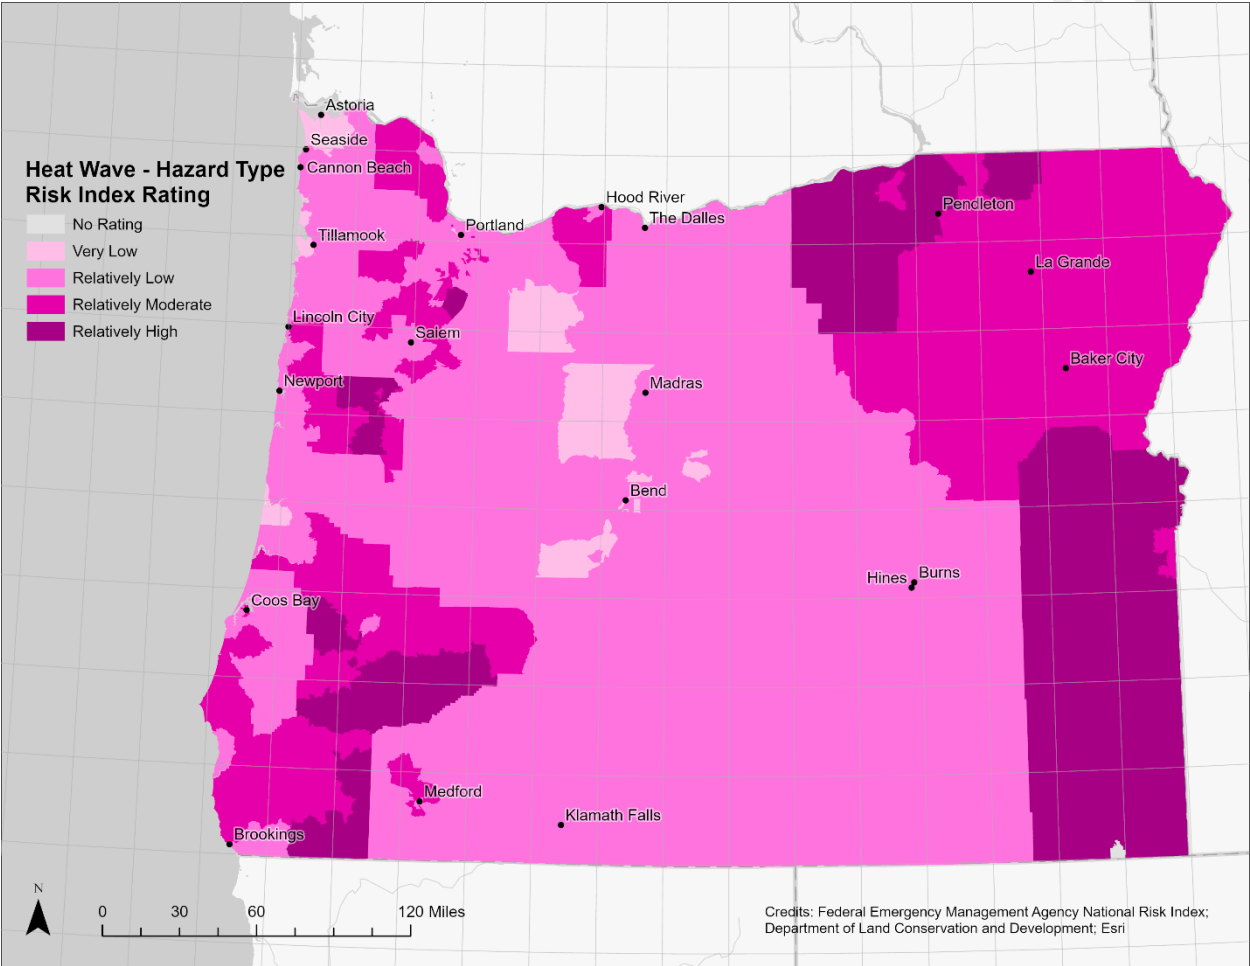 Astoria
Seaside
Heat Wave - Hazard Type
Risk Index Rating
Cannon Beach
No Rating
Very Low
Relatively Low
Relatively Moderate
Relatively High
Hood River
The Dalles
Pendleton
Portland
Tillamook
La Grande
Lincoln City
Salem
Baker City
Newport
Madras
Bend
Hines
Burns
Coos Bay
Medford
Klamath Falls
Brookings
N
0 30 60 120 Miles
Credits: Federal Emergency Management Agency National Risk Index;
Department of Land Conservation and Development; Esri